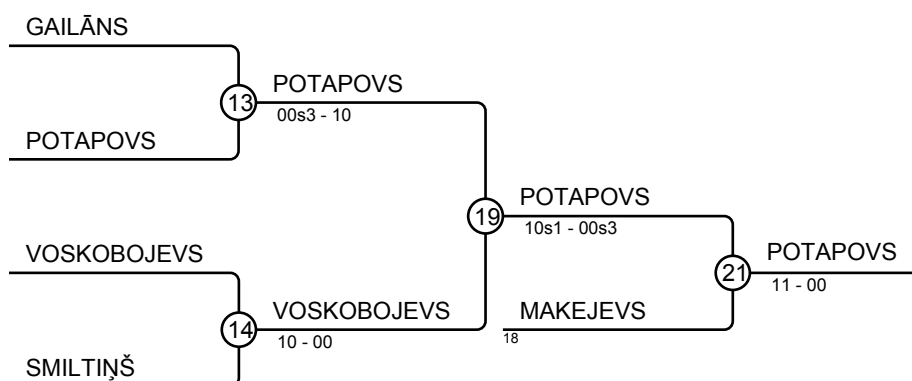 GAILĀNS
13
POTAPOVS
00s3 - 10
POTAPOVS
19
POTAPOVS
10s1 - 00s3
VOSKOBOJEVS
21
POTAPOVS
11 - 00
14
VOSKOBOJEVS
10 - 00
MAKEJEVS
18
SMILTIŅŠ